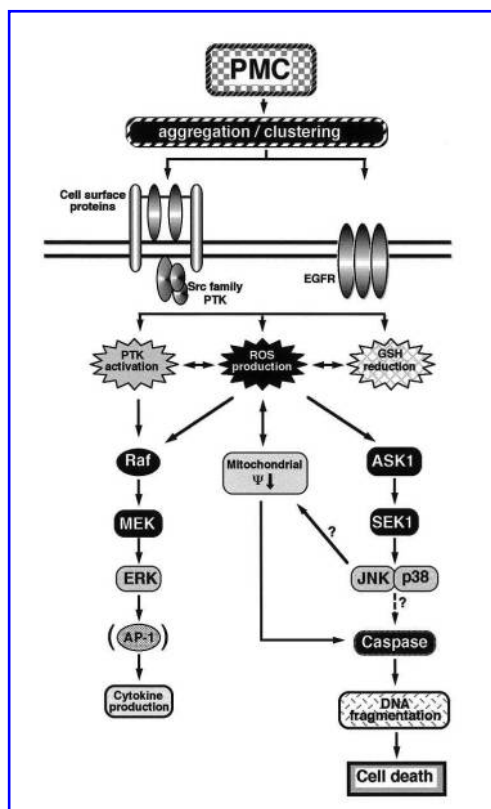 PMC
aggregation / clustering
Cell surface
proteins
Src family
PTK
EGFR
PTK
activation
ROS
production
GSH
reduction
Raf
Mitochondrial
Ψ
ASK1
MEK
SEK1
?
ERK
JNK p38
?
(AP-1)
Caspase
Cytokine
production
DNA
fragmentation
Cell death